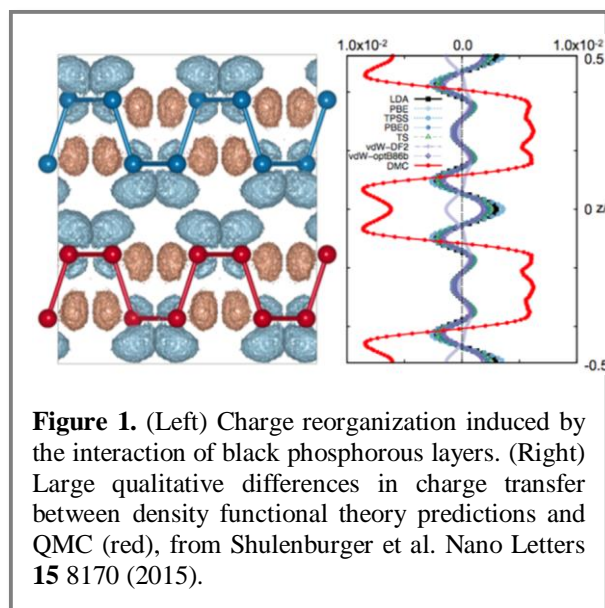 1.0x10-2 0.0 1.0x10-2
0.5
LDA
PBE
TPSS
PBE0
TS
vdW-DF2
vdW-optB86b
DMC
0
-0.5
Figure 1. (Left) Charge reorganization induced by
the interaction of black phosphorous layers. (Right)
Large qualitative differences in charge transfer
between density functional theory predictions and
QMC (red), from Shulenburger et al. Nano Letters
15 8170 (2015).